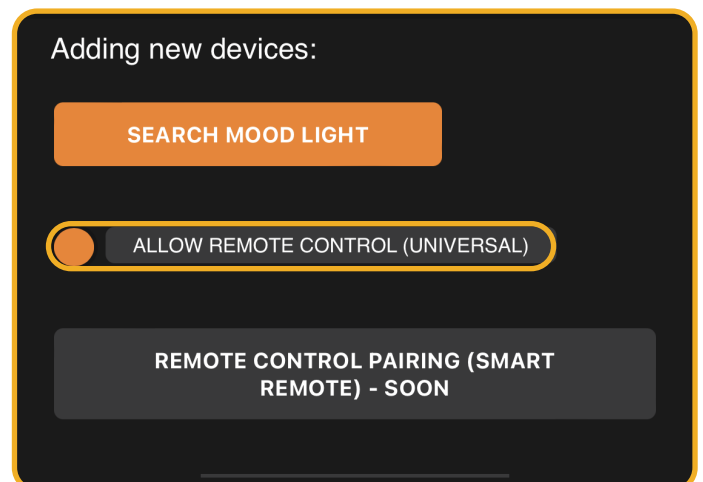 Adding new devices:
SEARCH MOOD LIGHT
ALLOW REMOTE CONTROL (UNIVERSAL)
REMOTE CONTROL PAIRING (SMART
REMOTE) - SOON